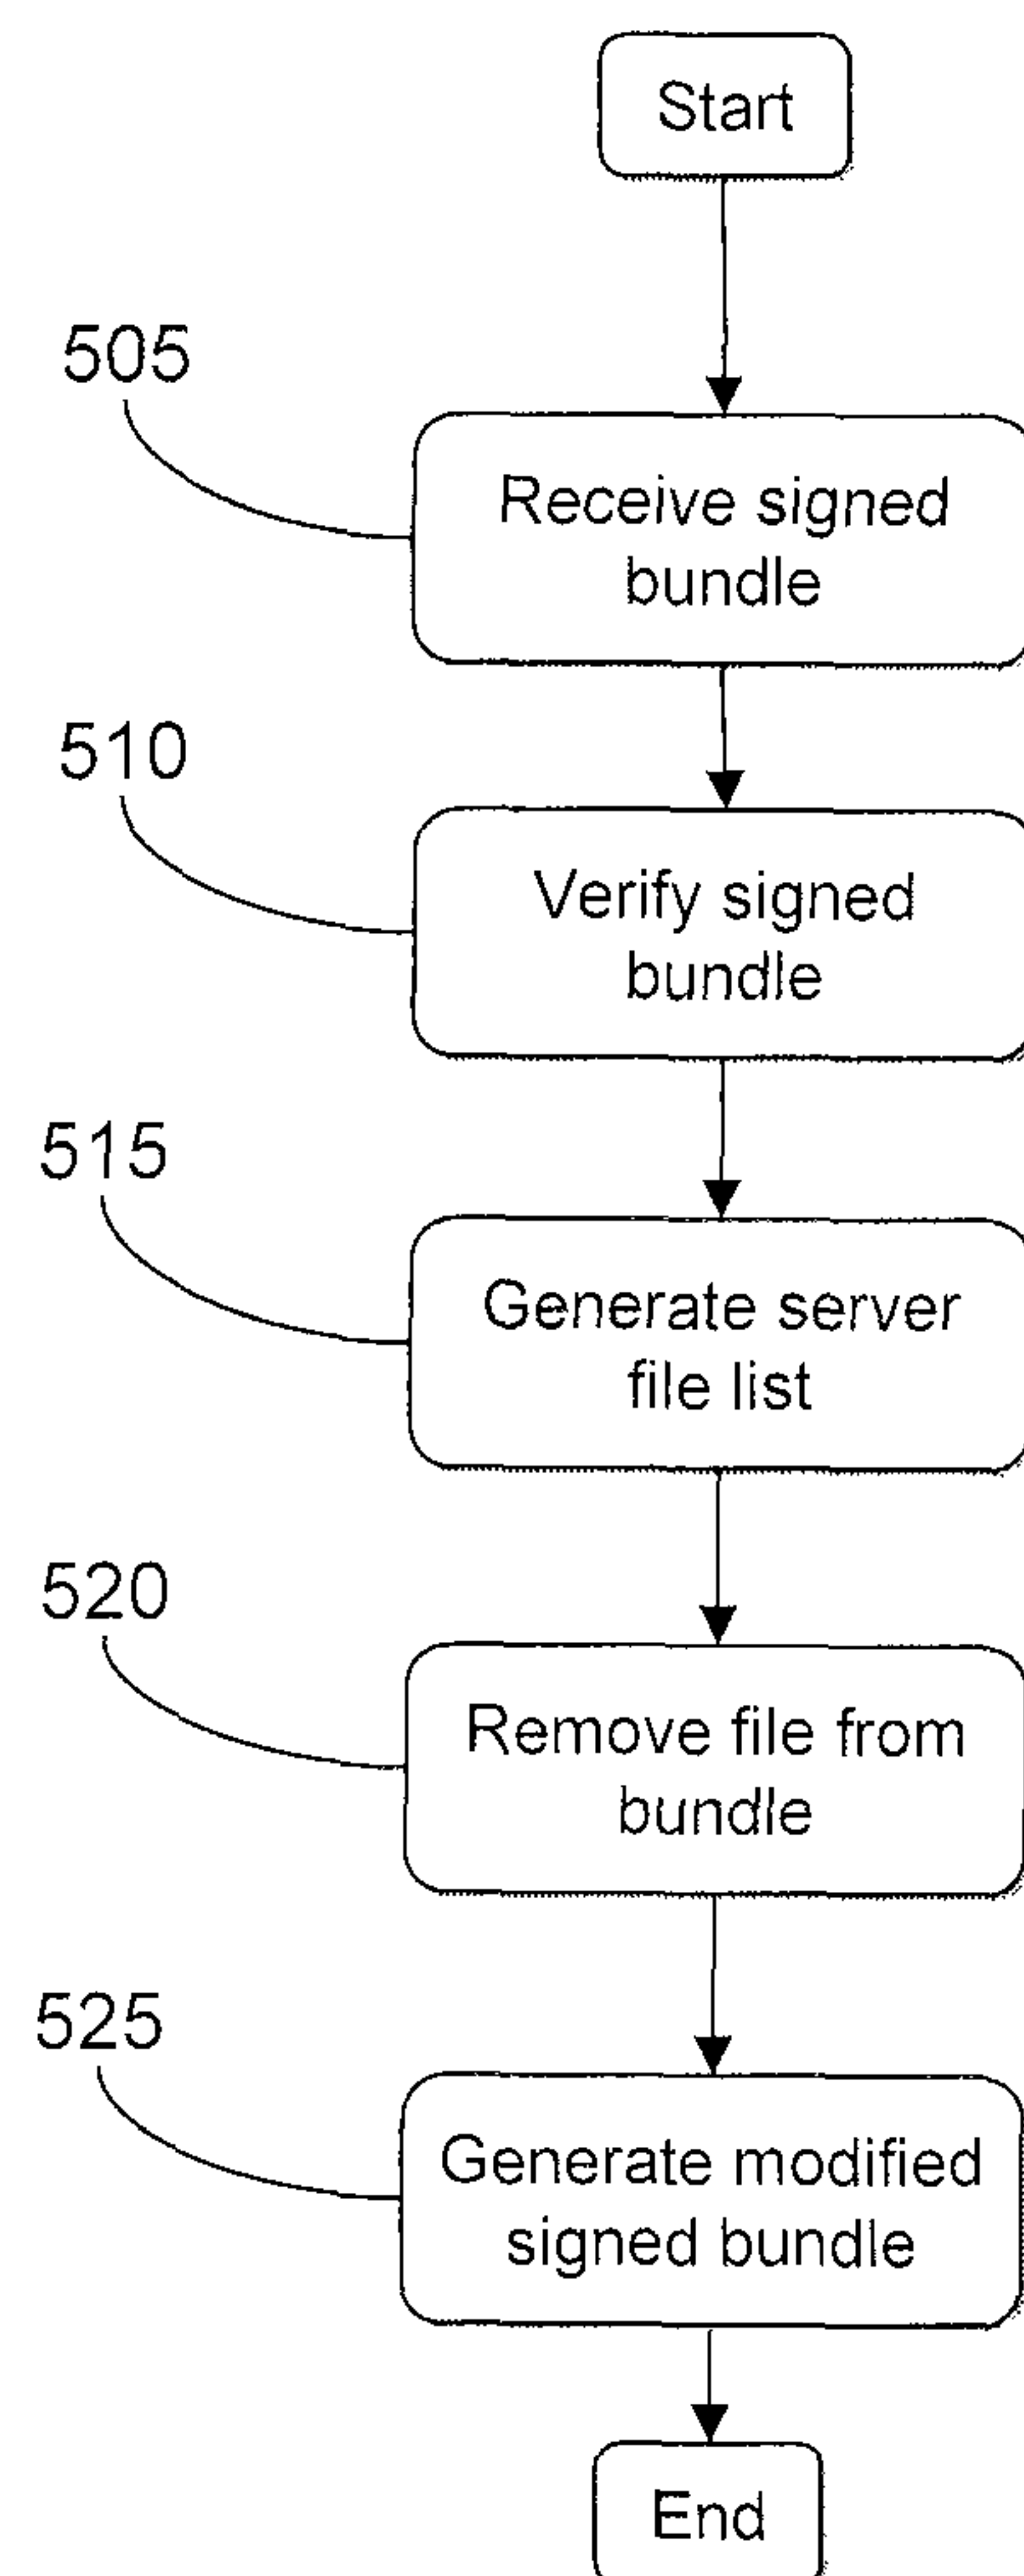 Start
505
Receive signed
bundle
510
Verify signed
bundle
515
Generate server
file list
520
Remove file from
bundle
525
Generate modified
signed bundle
End